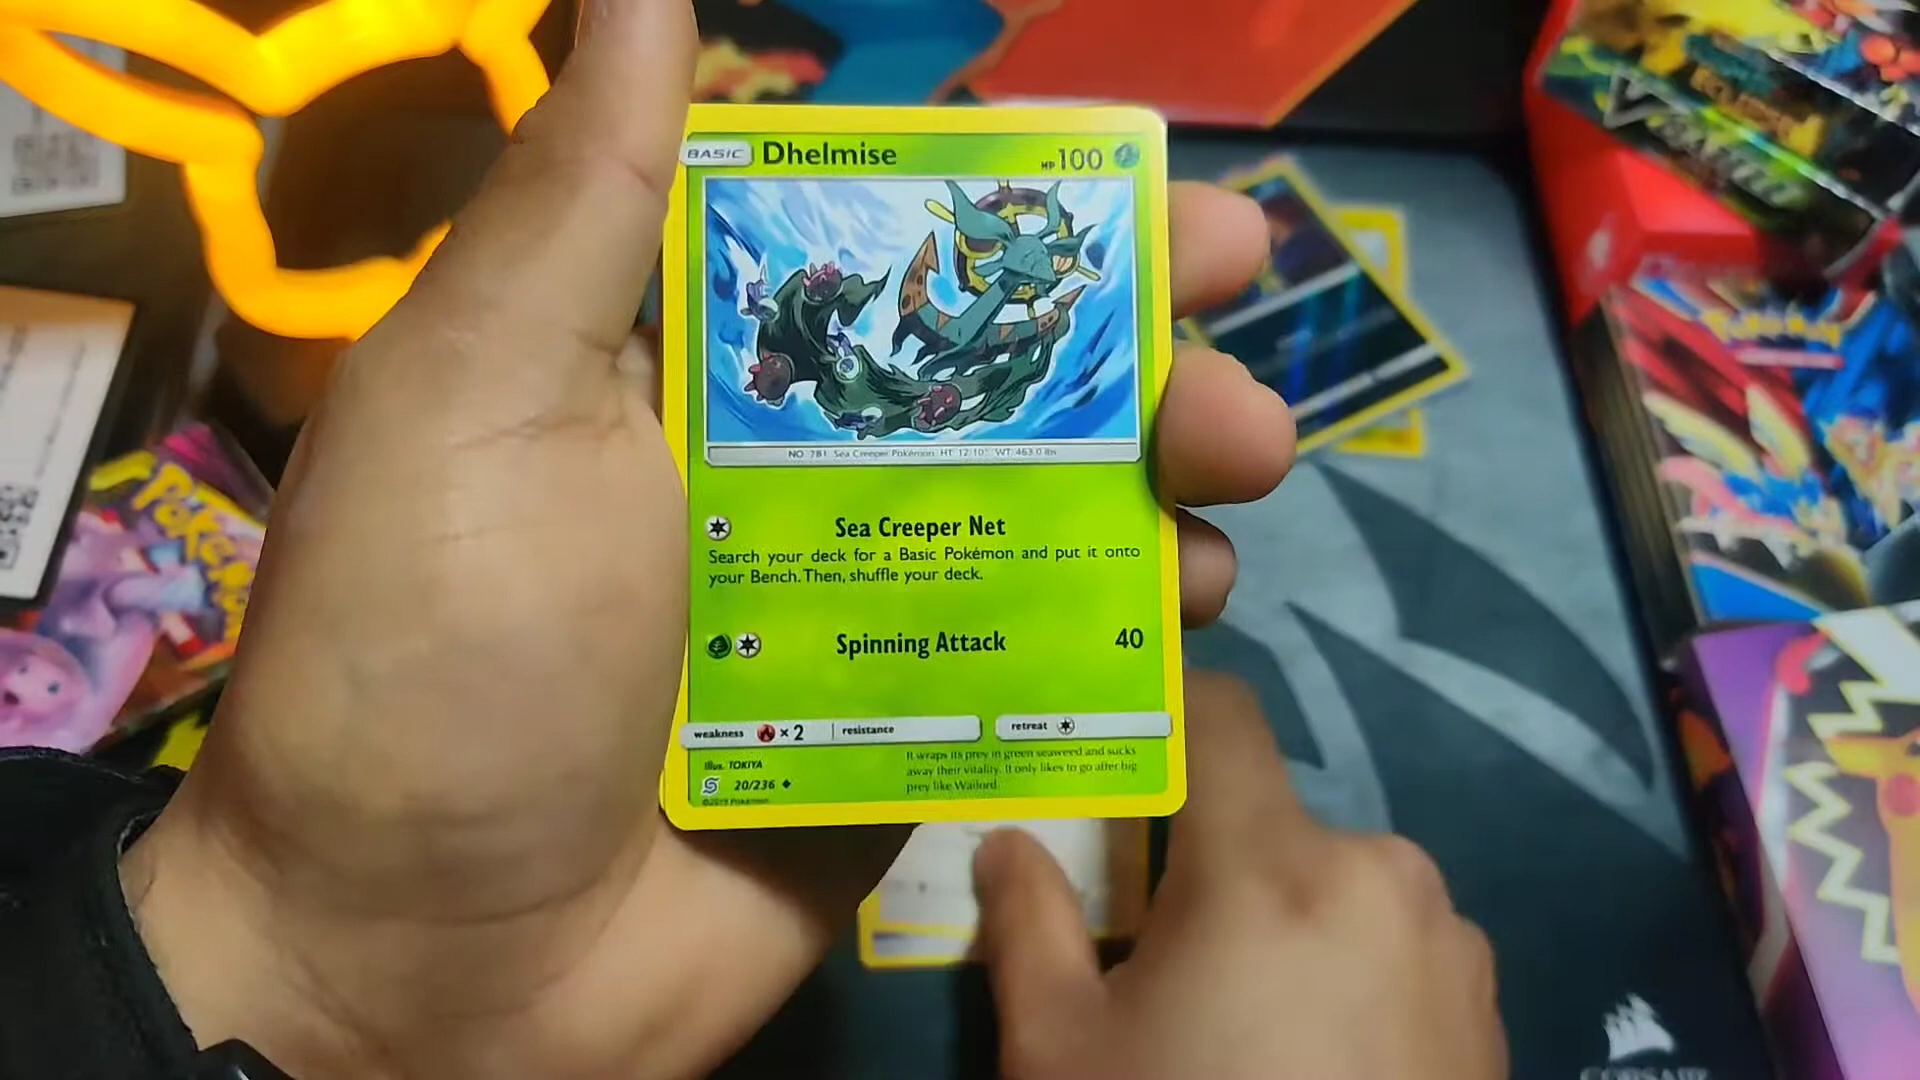 BASIC Dhelmise HP 100
NO. 781 Sea Creeper Pokémon HT: 12'10" WT: 463.0 lbs
Sea Creeper Net
Search your deck for a Basic Pokémon and put it onto
your Bench. Then, shuffle your deck.
Spinning Attack 40
weakness × 2 resistance retreat
Illus. TOKIYA
20/236
©2019 Pokémon
It wraps its prey in green seaweed and sucks
away their vitality. It only likes to go after big
prey like Wailord.
Pokémon
CORSAIR